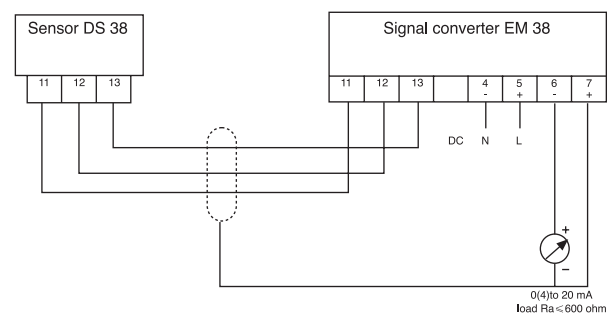 Sensor DS 38
Signal converter EM 38
11 12 13
11 12 13 4 5 6 7
- + - +
DC N L
+
−
0(4)to 20 mA
load Ra≤600 ohm